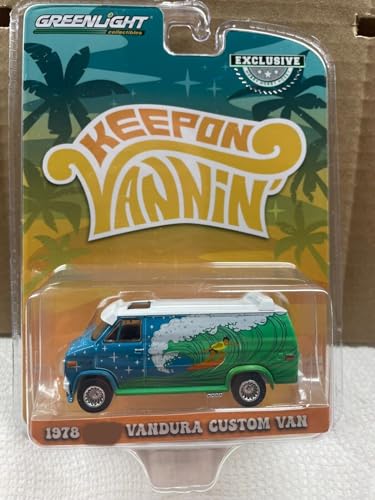 GREENLIGHT
collectibles
EXCLUSIVE
KEEP ON
VANNIN'
1978 VANDURA CUSTOM VAN